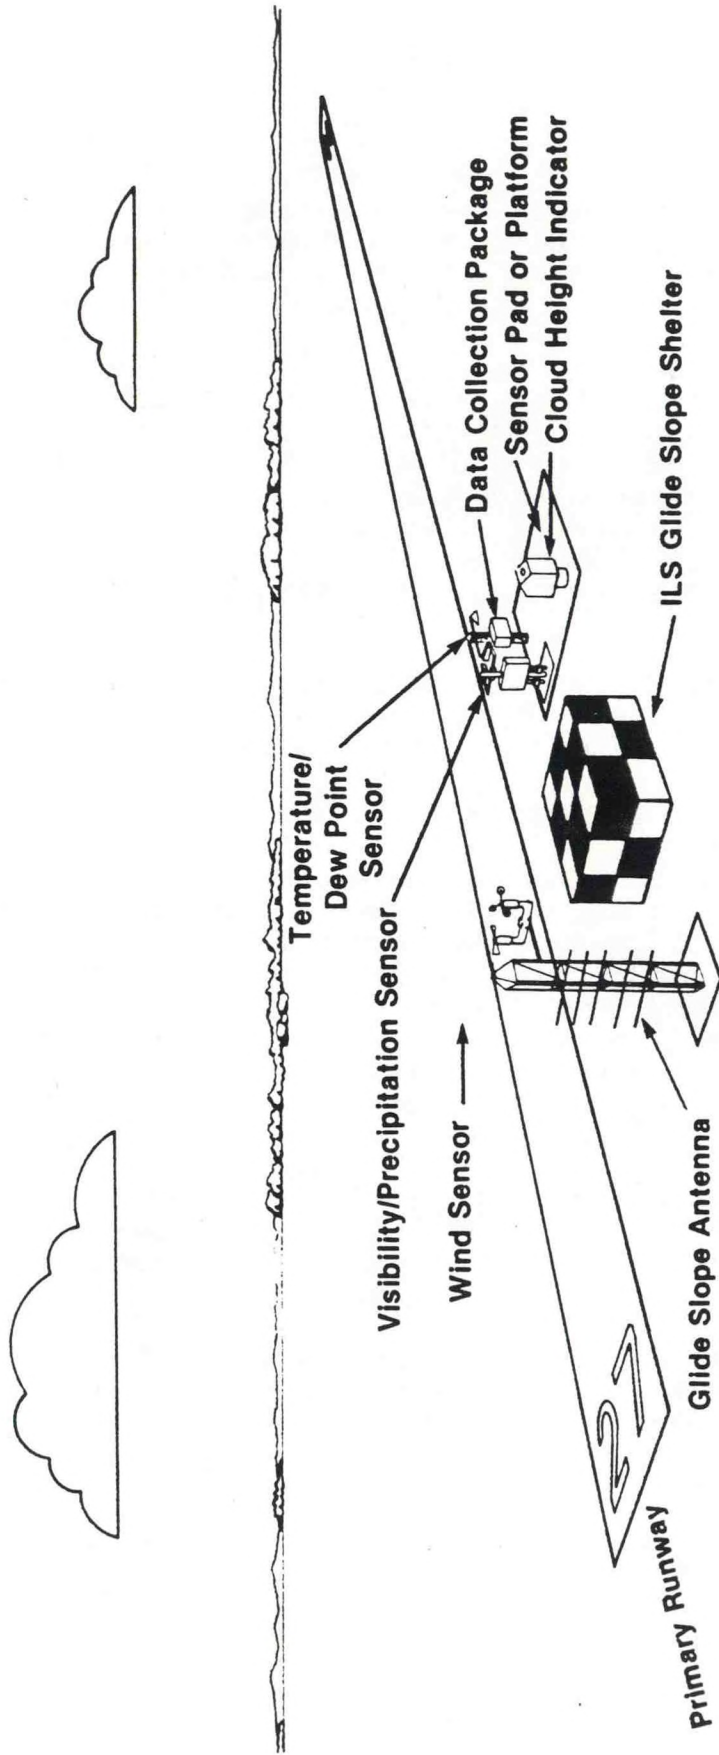 Temperature/
Dew Point
Sensor
Visibility/Precipitation Sensor
Wind Sensor
Data Collection Package
Sensor Pad or Platform
Cloud Height Indicator
ILS Glide Slope Shelter
Glide Slope Antenna
Primary Runway
27